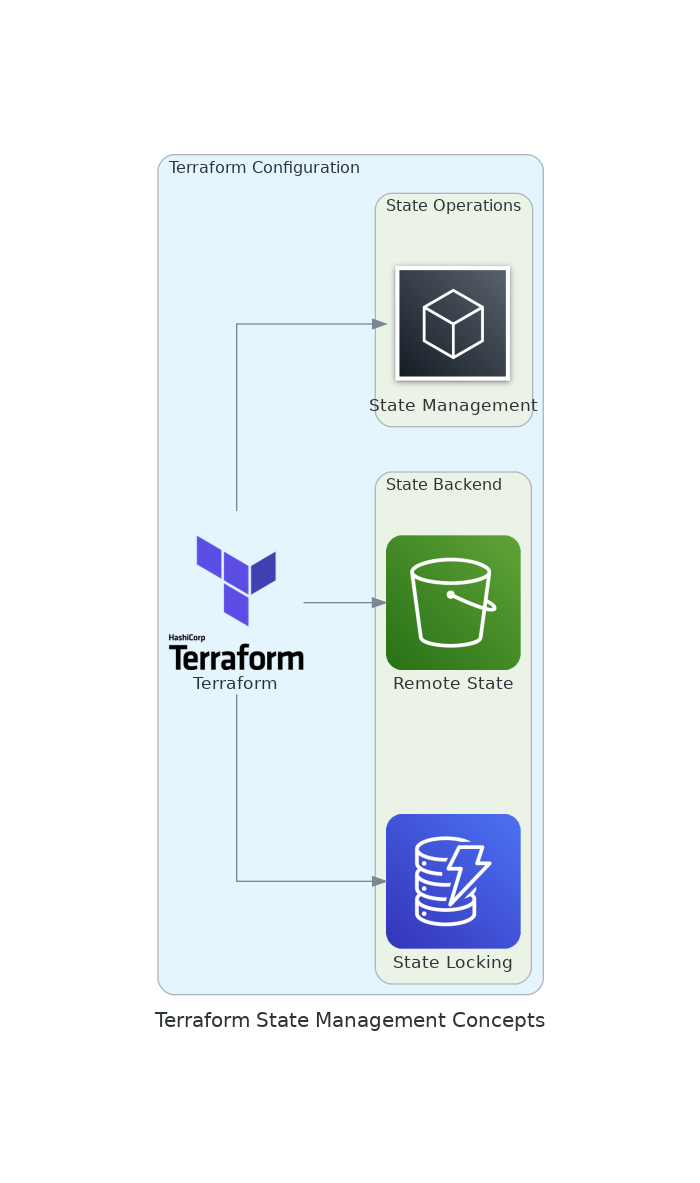 Terraform Configuration
State Operations
State Management
State Backend
HashiCorp
Terraform
Terraform
Remote State
State Locking
Terraform State Management Concepts